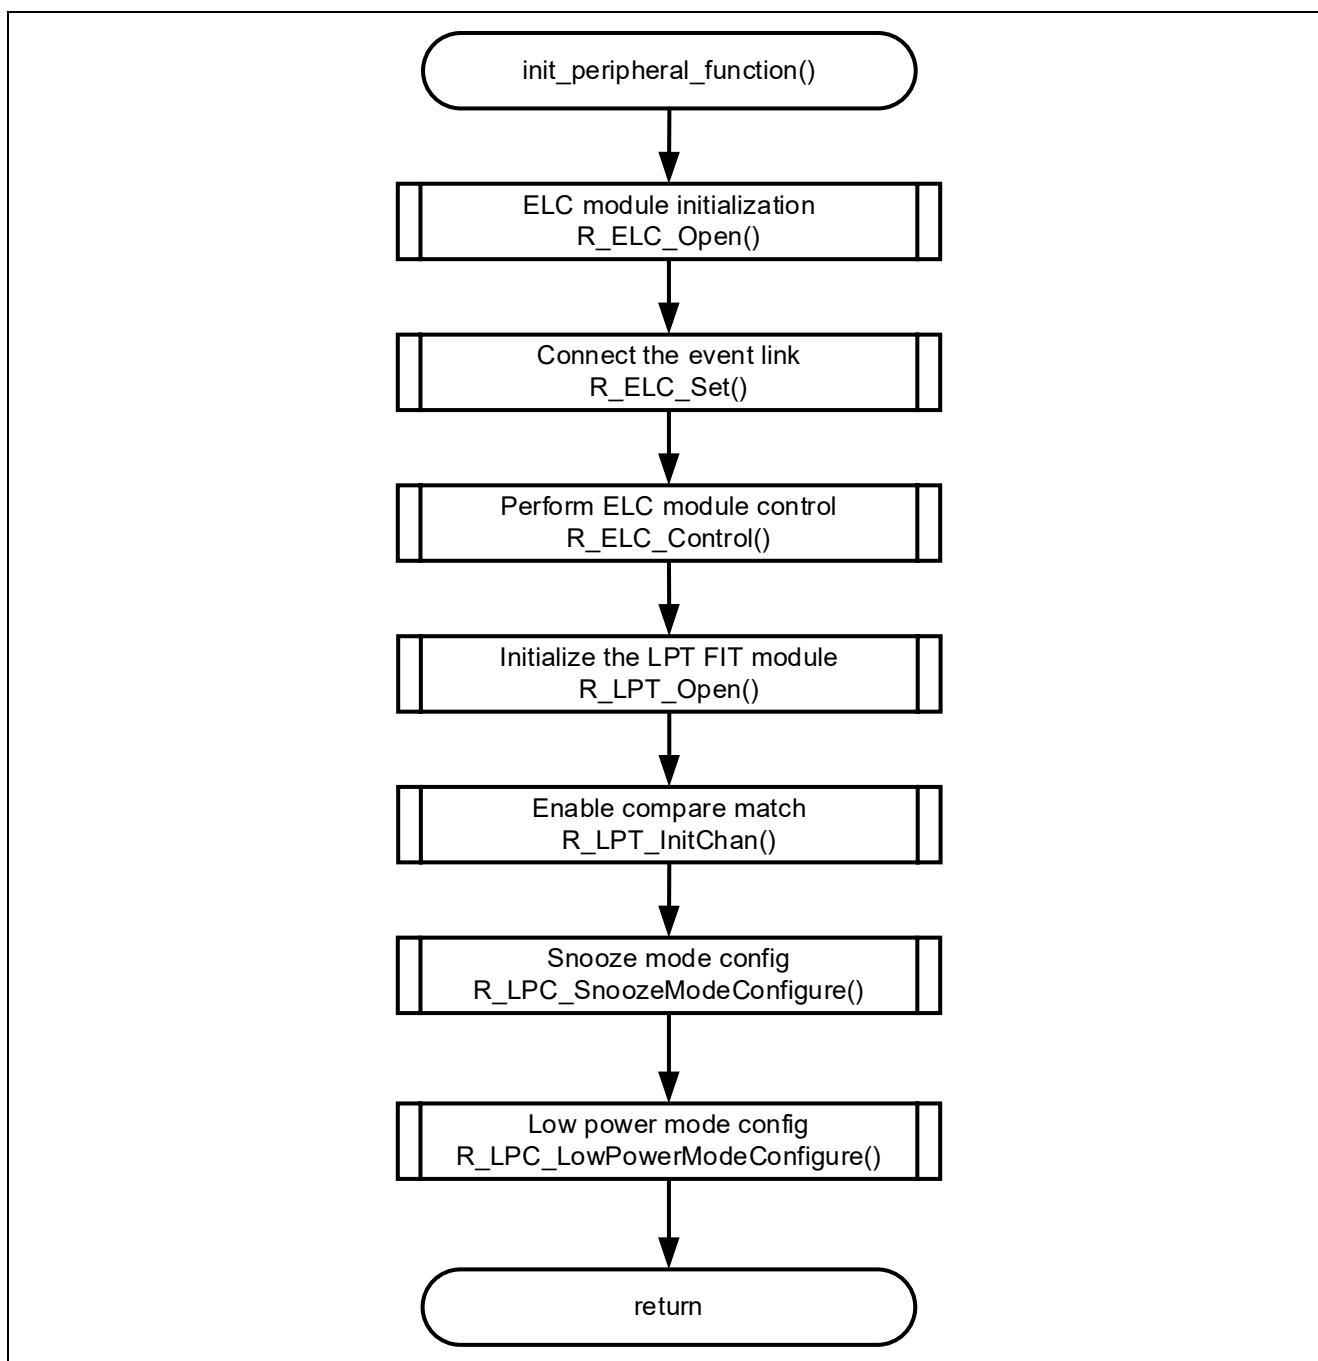 init_peripheral_function()
ELC module initialization
R_ELC_Open()
Connect the event link
R_ELC_Set()
Perform ELC module control
R_ELC_Control()
Initialize the LPT FIT module
R_LPT_Open()
Enable compare match
R_LPT_InitChan()
Snooze mode config
R_LPC_SnoozeModeConfigure()
Low power mode config
R_LPC_LowPowerModeConfigure()
return